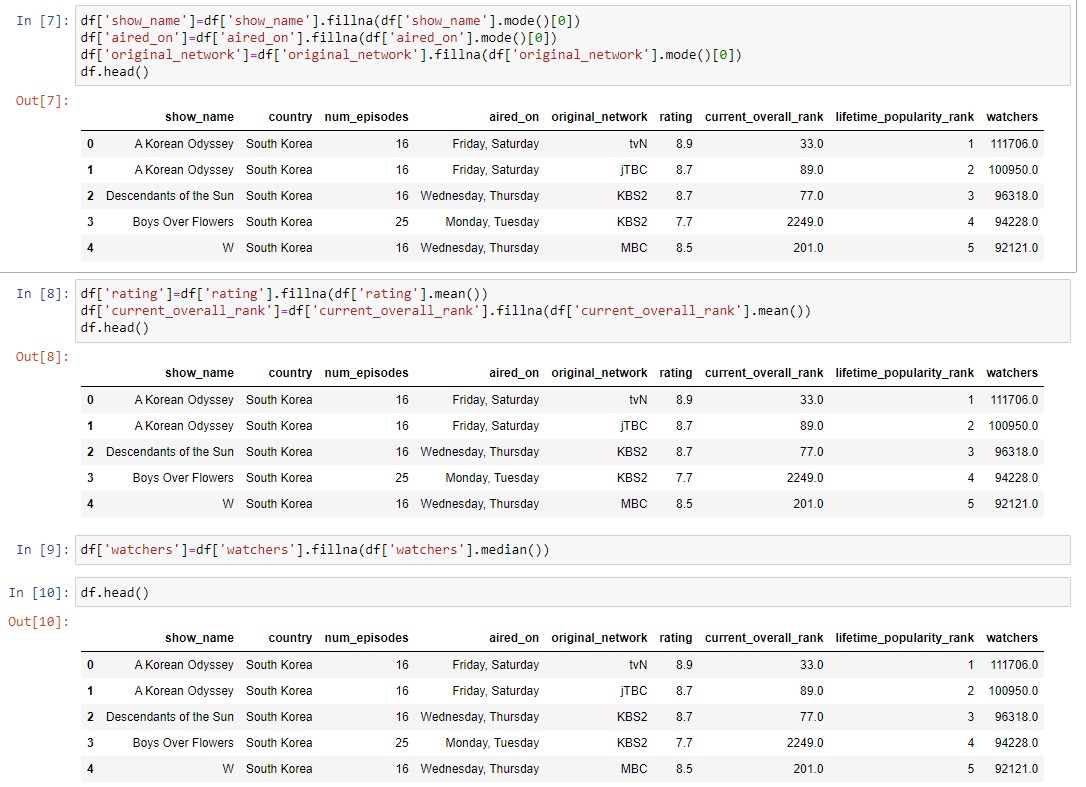 In [7]: df['show_name']=df['show_name'].fillna(df['show_name'].mode()[0])
df['aired_on']=df['aired_on'].fillna(df['aired_on'].mode()[0])
df['original_network']=df['original_network'].fillna(df['original_network'].mode()[0])
df.head()
Out[7]:
show_name country num_episodes aired_on original_network rating current_overall_rank lifetime_popularity_rank watchers
0 A Korean Odyssey South Korea 16 Friday, Saturday tvN 8.9 33.0 1 111706.0
1 A Korean Odyssey South Korea 16 Friday, Saturday jTBC 8.7 89.0 2 100950.0
2 Descendants of the Sun South Korea 16 Wednesday, Thursday KBS2 8.7 77.0 3 96318.0
3 Boys Over Flowers South Korea 25 Monday, Tuesday KBS2 7.7 2249.0 4 94228.0
4 W South Korea 16 Wednesday, Thursday MBC 8.5 201.0 5 92121.0
In [8]: df['rating']=df['rating'].fillna(df['rating'].mean())
df['current_overall_rank']=df['current_overall_rank'].fillna(df['current_overall_rank'].mean())
df.head()
Out[8]:
show_name country num_episodes aired_on original_network rating current_overall_rank lifetime_popularity_rank watchers
0 A Korean Odyssey South Korea 16 Friday, Saturday tvN 8.9 33.0 1 111706.0
1 A Korean Odyssey South Korea 16 Friday, Saturday jTBC 8.7 89.0 2 100950.0
2 Descendants of the Sun South Korea 16 Wednesday, Thursday KBS2 8.7 77.0 3 96318.0
3 Boys Over Flowers South Korea 25 Monday, Tuesday KBS2 7.7 2249.0 4 94228.0
4 W South Korea 16 Wednesday, Thursday MBC 8.5 201.0 5 92121.0
In [9]: df['watchers']=df['watchers'].fillna(df['watchers'].median())
In [10]: df.head()
Out[10]:
show_name country num_episodes aired_on original_network rating current_overall_rank lifetime_popularity_rank watchers
0 A Korean Odyssey South Korea 16 Friday, Saturday tvN 8.9 33.0 1 111706.0
1 A Korean Odyssey South Korea 16 Friday, Saturday jTBC 8.7 89.0 2 100950.0
2 Descendants of the Sun South Korea 16 Wednesday, Thursday KBS2 8.7 77.0 3 96318.0
3 Boys Over Flowers South Korea 25 Monday, Tuesday KBS2 7.7 2249.0 4 94228.0
4 W South Korea 16 Wednesday, Thursday MBC 8.5 201.0 5 92121.0